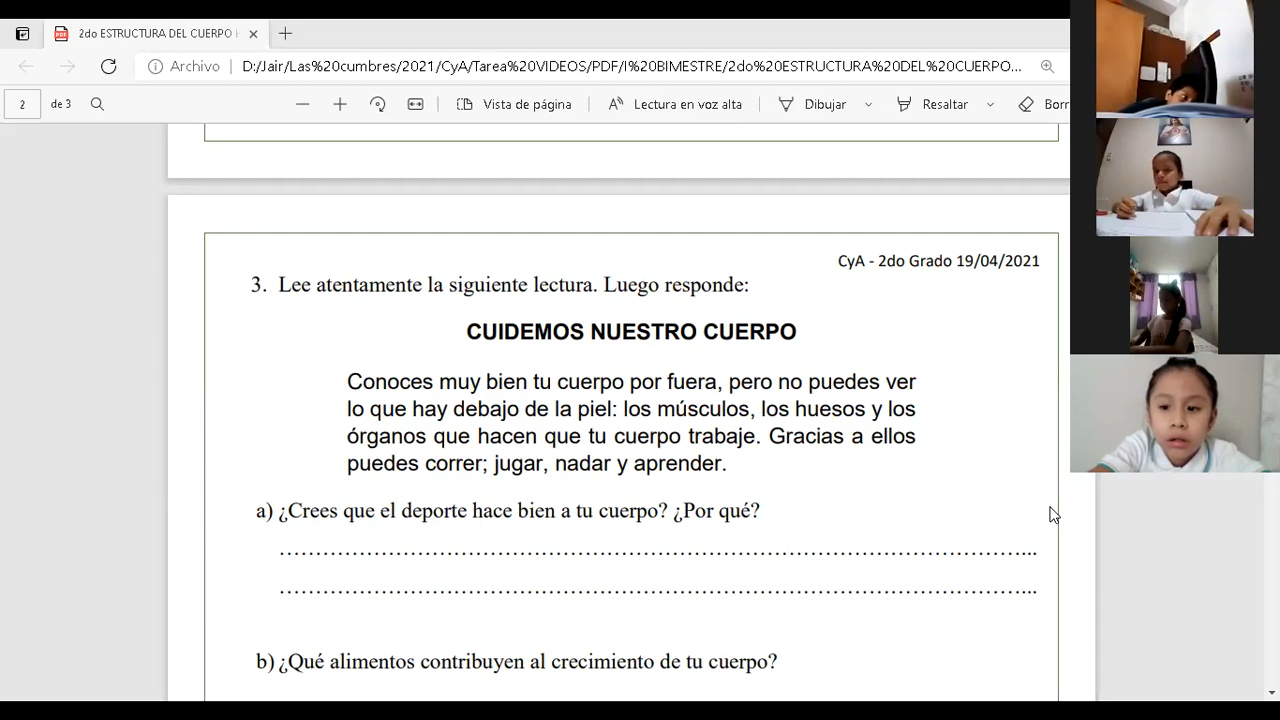 2do ESTRUCTURA DEL CUERPO
Archivo D:/Jair/Las%20cumbres/2021/CyA/Tarea%20VIDEOS/PDF/I%20BIMESTRE/2do%20ESTRUCTURA%20DEL%20CUERPO...
2 de 3 Vista de página Lectura en voz alta Dibujar Resaltar Borr
CyA - 2do Grado 19/04/2021
3. Lee atentamente la siguiente lectura. Luego responde:
CUIDEMOS NUESTRO CUERPO
Conoces muy bien tu cuerpo por fuera, pero no puedes ver
lo que hay debajo de la piel: los músculos, los huesos y los
órganos que hacen que tu cuerpo trabaje. Gracias a ellos
puedes correr; jugar, nadar y aprender.
a) ¿Crees que el deporte hace bien a tu cuerpo? ¿Por qué?
b) ¿Qué alimentos contribuyen al crecimiento de tu cuerpo?